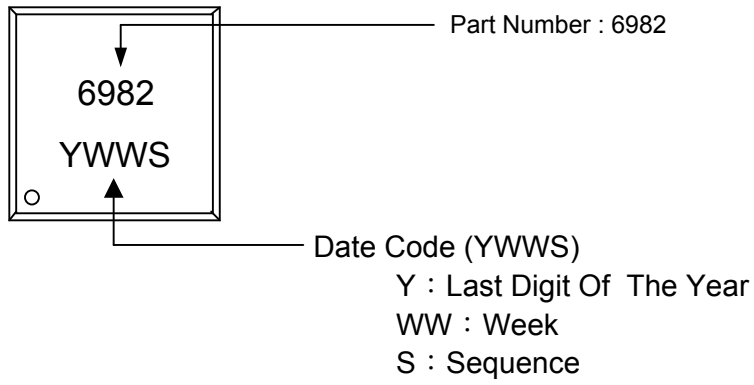 Part Number : 6982
6982
YWWS
Date Code (YWWS)
Y：Last Digit Of The Year
WW：Week
S：Sequence